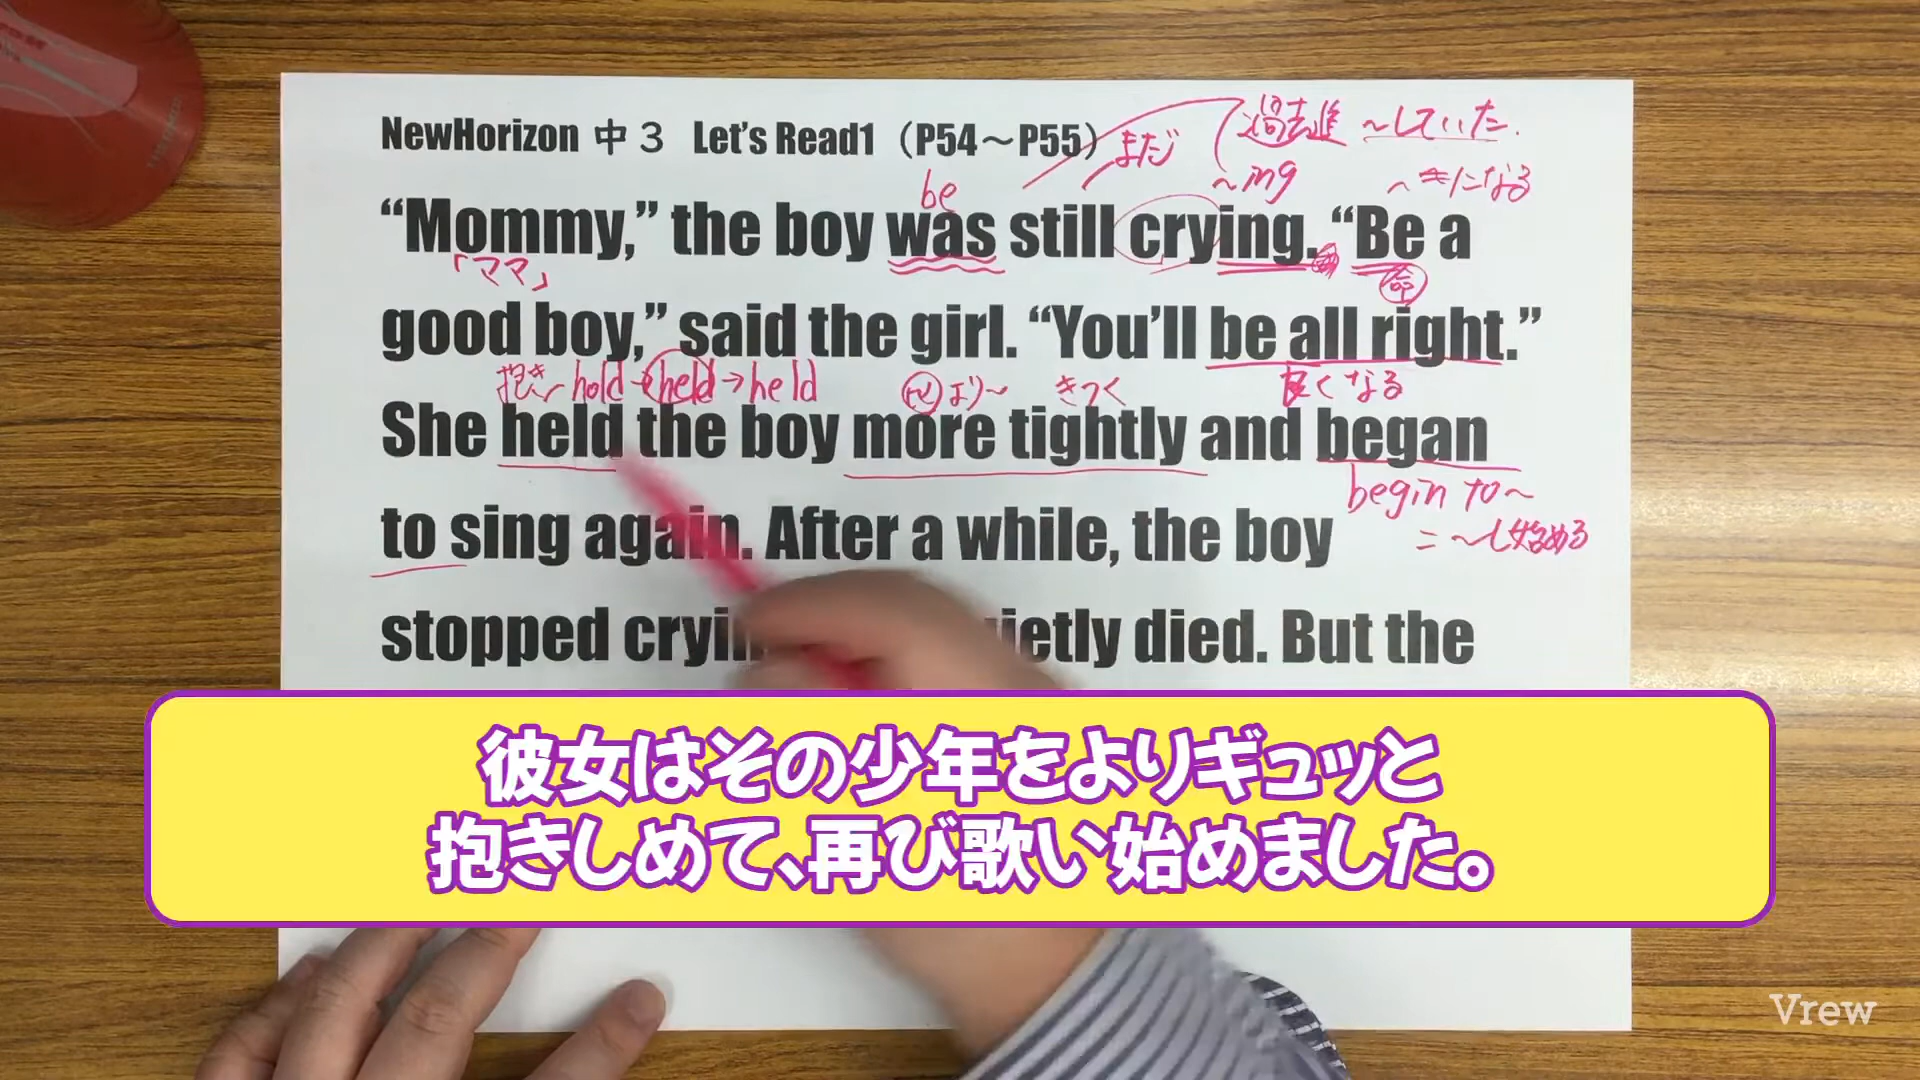 NewHorizon 中3 Let's Read1（P54～P55）
まだ
過去進 ～していた.
～ing
～きになる
be
“Mommy,” the boy was still crying. “Be a
「ママ」
命
good boy,” said the girl. “You'll be all right.”
抱き hold→held→held
より～
きつく
良くなる
She held the boy more tightly and began
begin to～
to sing again. After a while, the boy
＝～し始める
stopped died. But the
彼女はその少年をよりギュッと
抱きしめて、再び歌い始めました。
Vrew